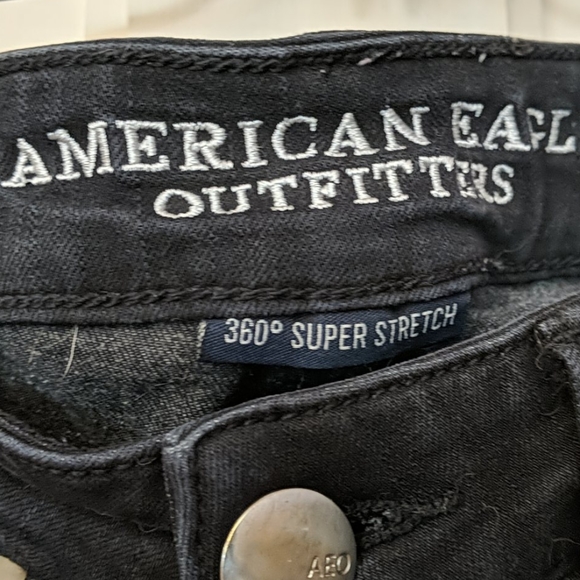 AMERICAN EAGL
OUTFITTERS
360° SUPER STRETCH
AEO